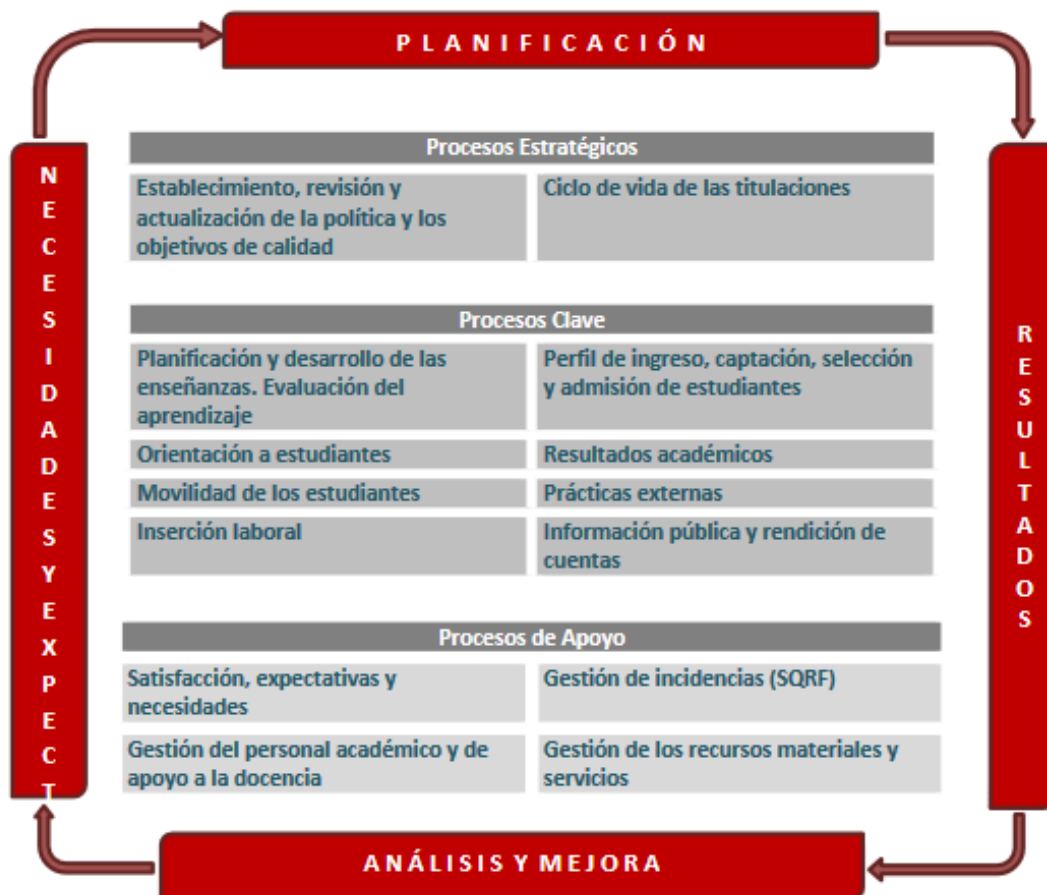 PLANIFICACIÓN
NECESIDADES Y EXPECT
Procesos Estratégicos
Establecimiento, revisión y
actualización de la política y los
objetivos de calidad
Ciclo de vida de las titulaciones
Procesos Clave
Planificación y desarrollo de las
enseñanzas. Evaluación del
aprendizaje
Perfil de ingreso, captación, selección
y admisión de estudiantes
Orientación a estudiantes
Resultados académicos
Movilidad de los estudiantes
Prácticas externas
Inserción laboral
Información pública y rendición de
cuentas
Procesos de Apoyo
Satisfacción, expectativas y
necesidades
Gestión de incidencias (SQRF)
Gestión del personal académico y de
apoyo a la docencia
Gestión de los recursos materiales y
servicios
RESULTADOS
ANÁLISIS Y MEJORA